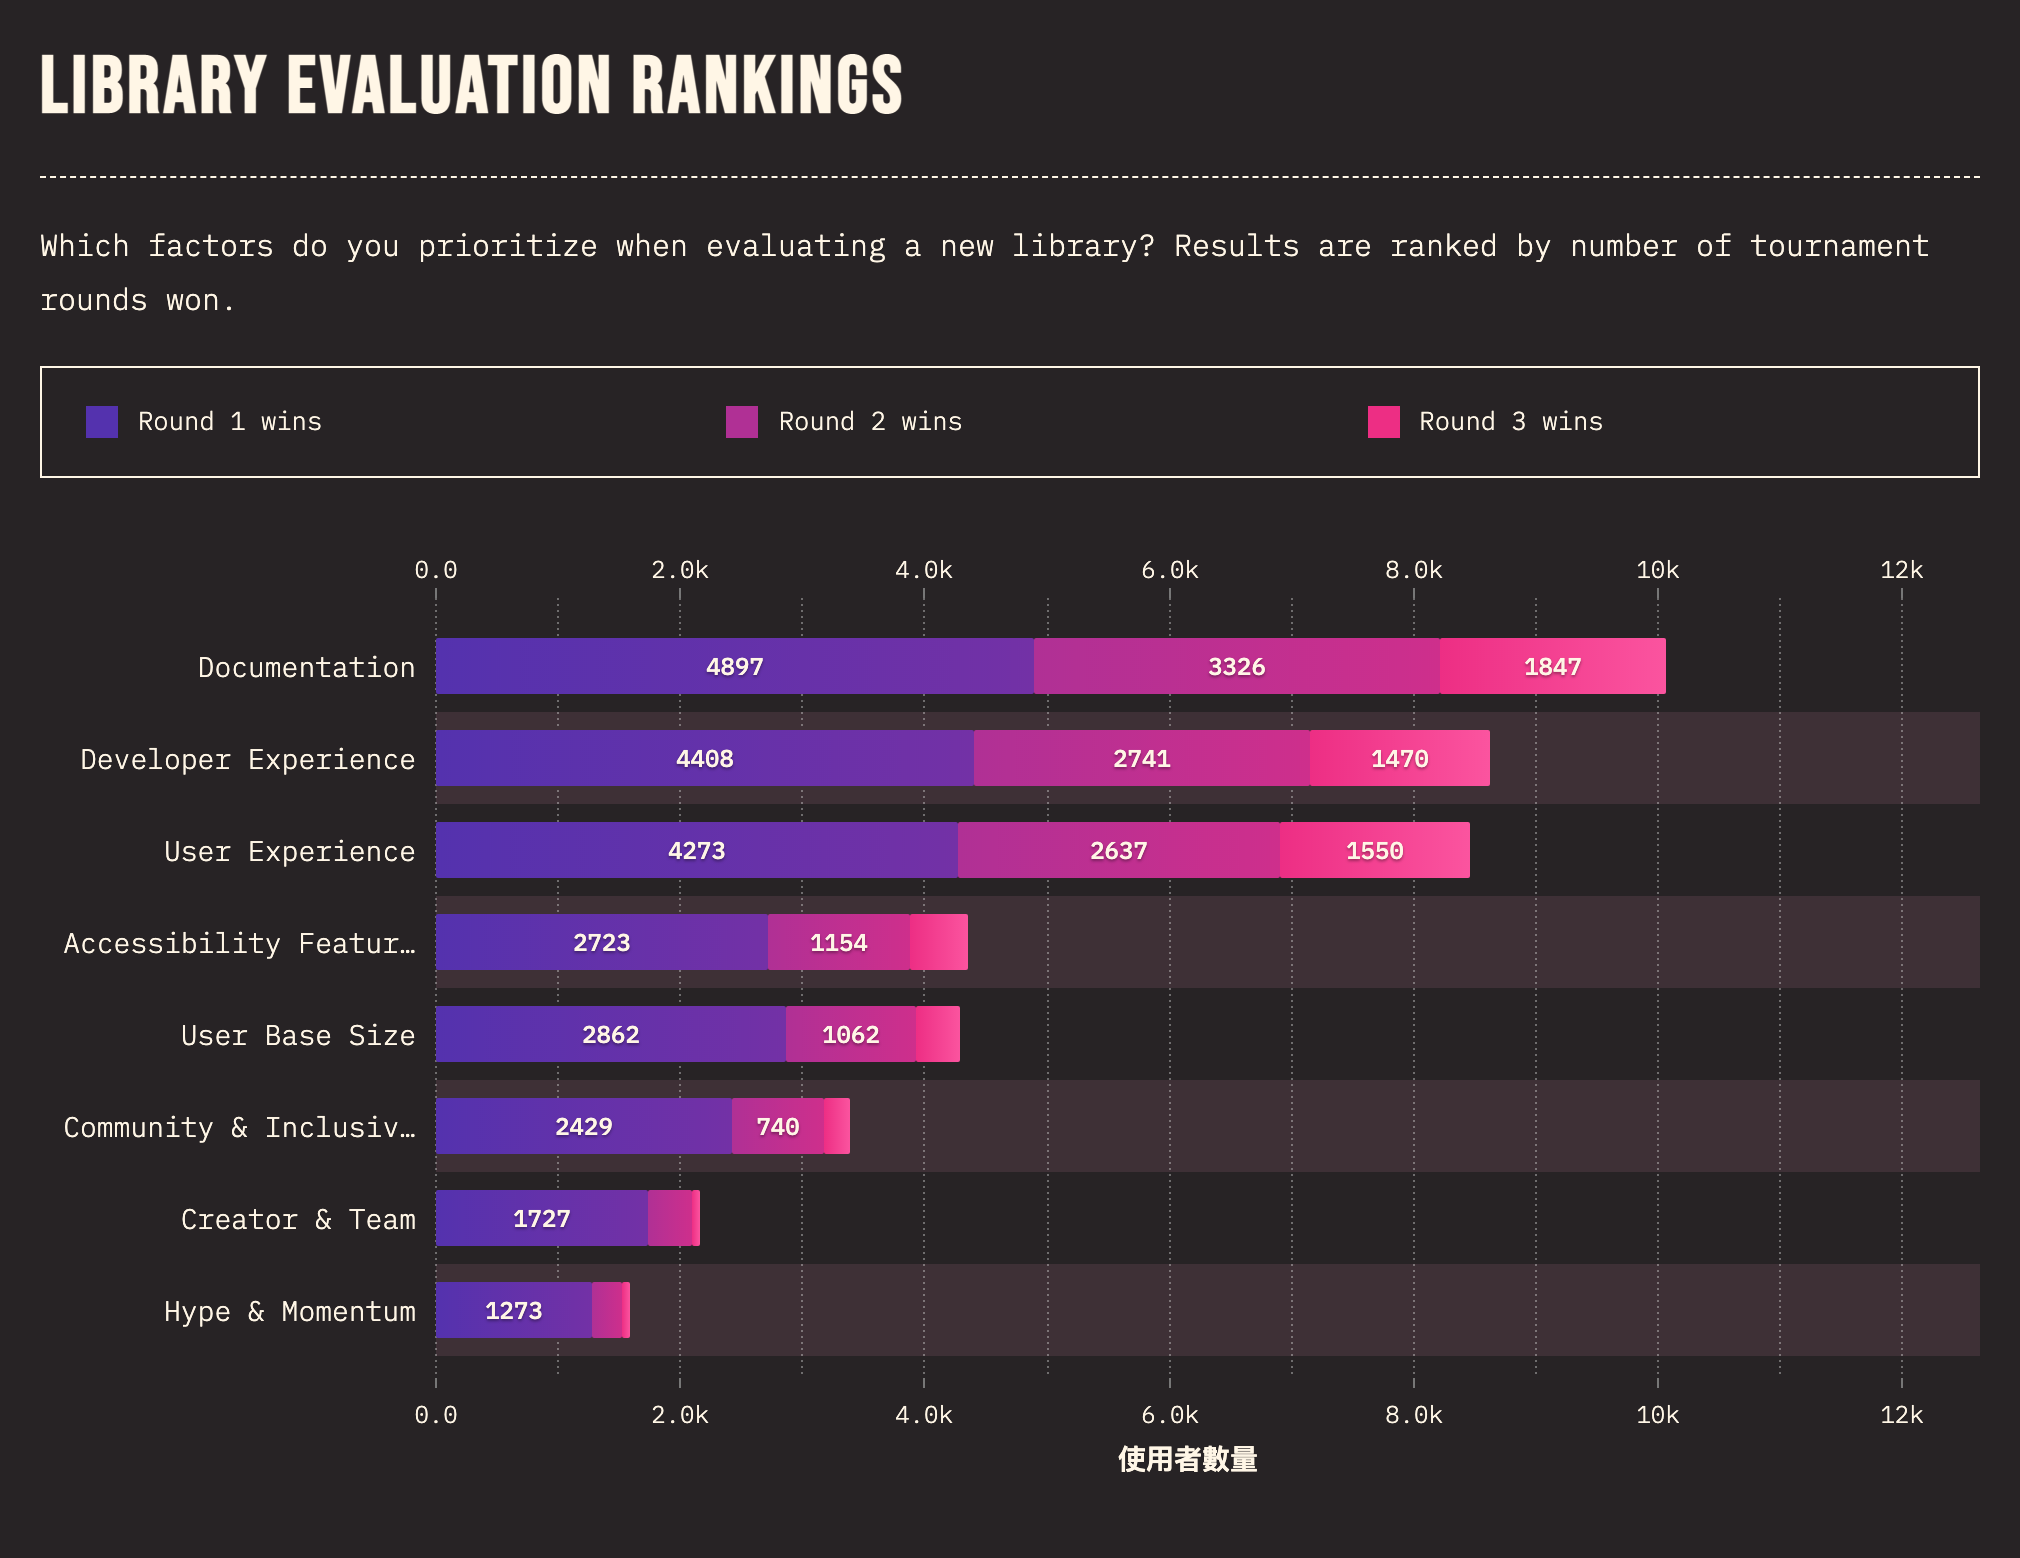 LIBRARY EVALUATION RANKINGS
Which factors do you prioritize when evaluating a new library? Results are ranked by number of tournament
rounds won.
Round 1 wins
Round 2 wins
Round 3 wins
0.0 2.0k 4.0k 6.0k 8.0k 10k 12k
Documentation 4897 3326 1847
Developer Experience 4408 2741 1470
User Experience 4273 2637 1550
Accessibility Featur… 2723 1154
User Base Size 2862 1062
Community & Inclusiv… 2429 740
Creator & Team 1727
Hype & Momentum 1273
0.0 2.0k 4.0k 6.0k 8.0k 10k 12k
使用者數量